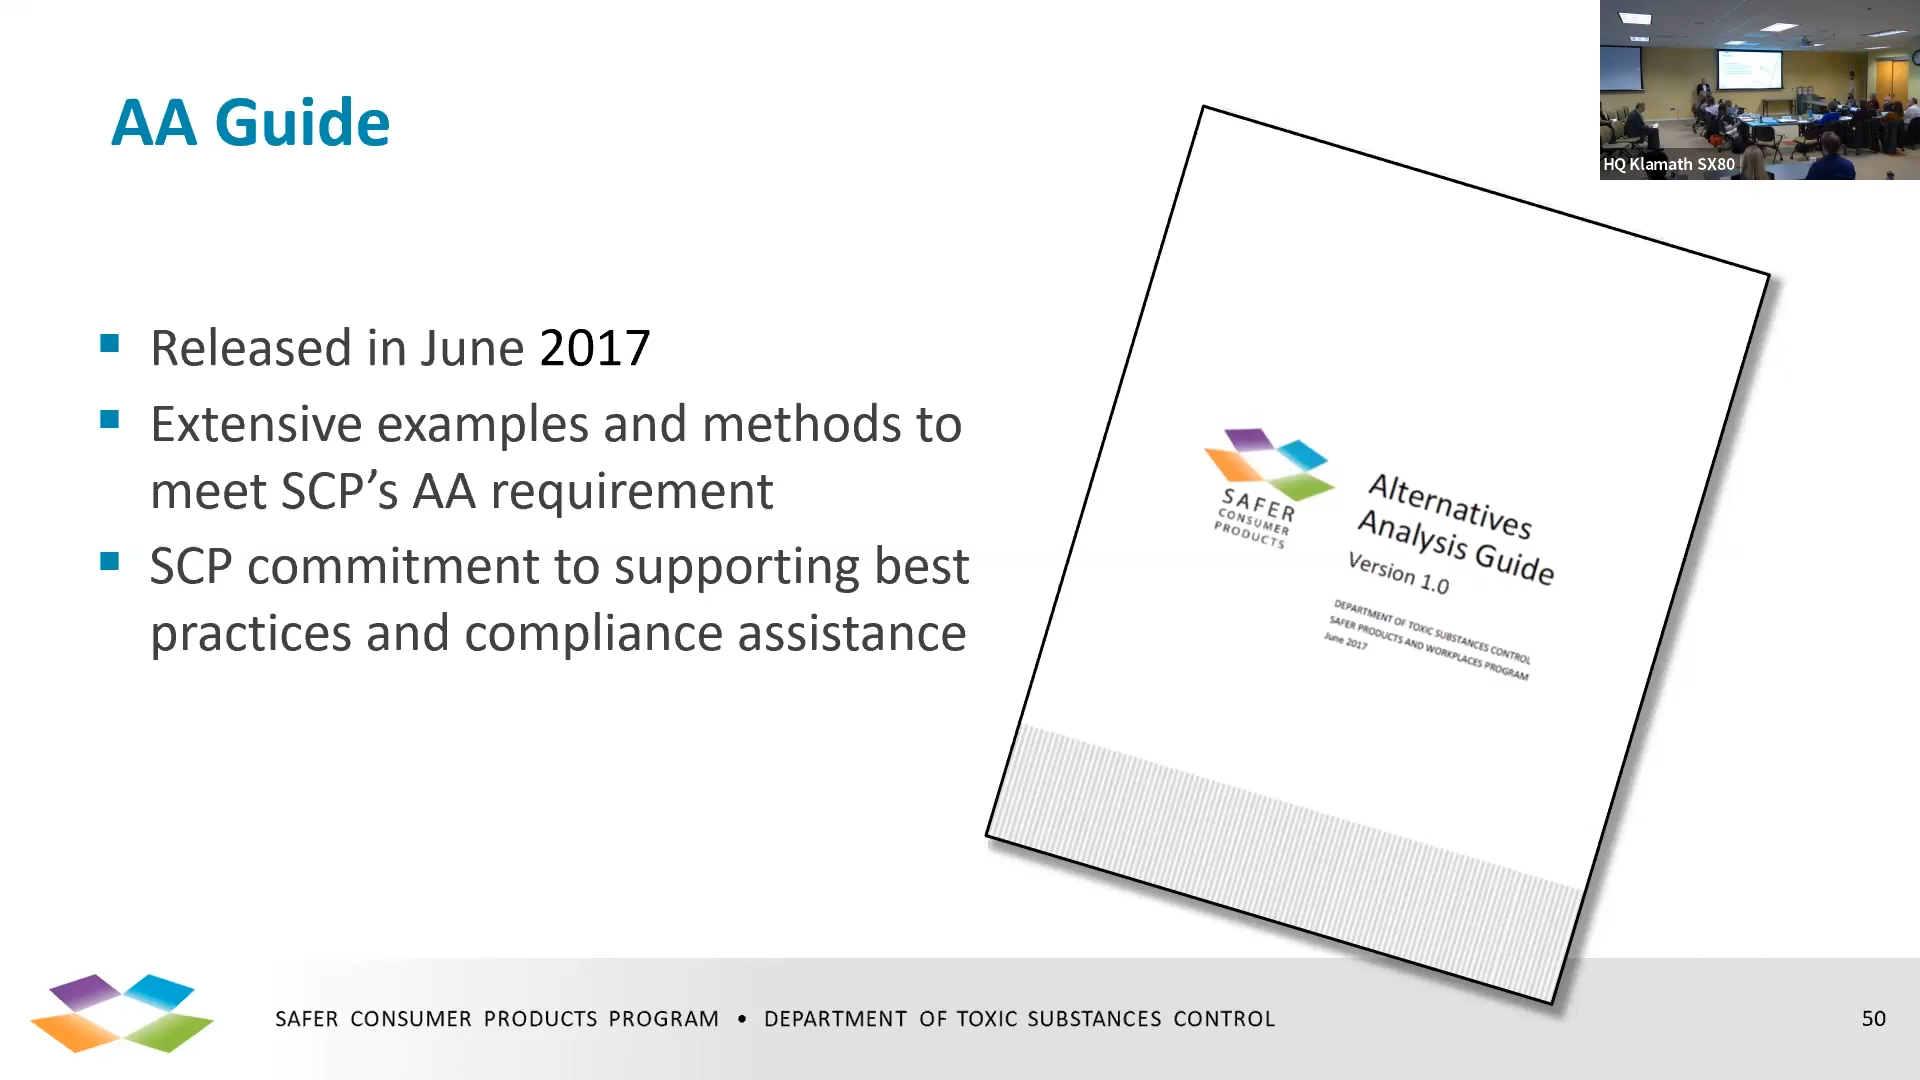 AA Guide
HQ Klamath SX80
Released in June 2017
Extensive examples and methods to
meet SCP’s AA requirement
SCP commitment to supporting best
practices and compliance assistance
SAFER
CONSUMER
PRODUCTS
Alternatives
Analysis Guide
Version 1.0
DEPARTMENT OF TOXIC SUBSTANCES CONTROL
SAFER PRODUCTS AND WORKPLACES PROGRAM
June 2017
SAFER CONSUMER PRODUCTS PROGRAM • DEPARTMENT OF TOXIC SUBSTANCES CONTROL
50